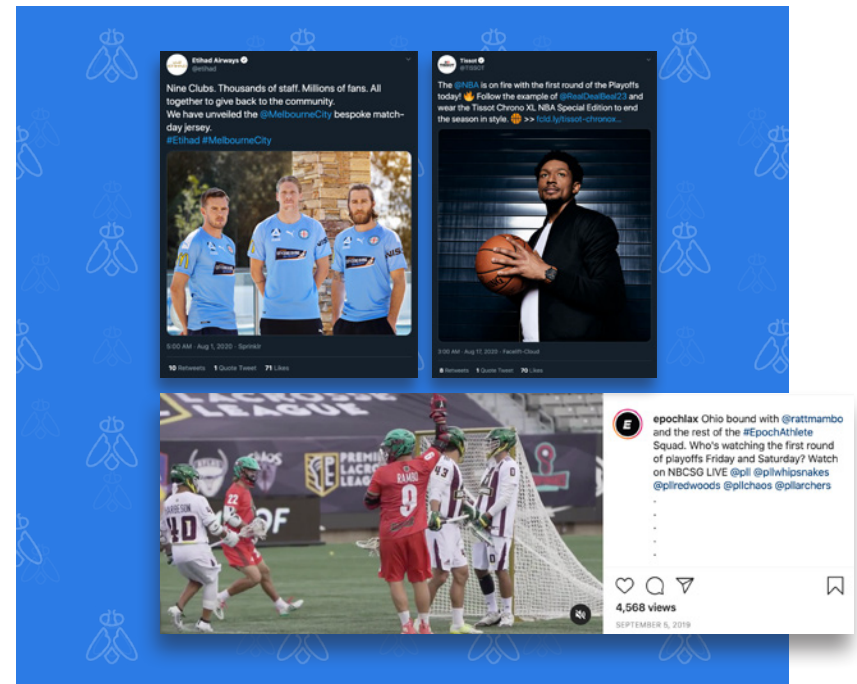 Etihad Airways
@etihad
Nine Clubs. Thousands of staff. Millions of fans. All
together to give back to the community.
We have unveiled the @MelbourneCity bespoke match-
day jersey.
#Etihad #MelbourneCity
5:00 AM · Aug 1, 2020 · Sprinklr
10 Retweets 1 Quote Tweet 71 Likes
Tissot
@TISSOT
The @NBA is on fire with the first round of the Playoffs
today! 🔥 Follow the example of @RealDealBeal23 and
wear the Tissot Chrono XL NBA Special Edition to end
the season in style. 🏀 >> fcld.ly/tissot-chronox...
3:00 AM · Aug 17, 2020 · Facelift-Cloud
8 Retweets 1 Quote Tweet 70 Likes
LACROSSE
LEAGUE
PREMI
LACRO
LEAG
OF
40
22
RAMBO
9
43
0
epochlax Ohio bound with @rattmambo
and the rest of the #EpochAthlete
Squad. Who's watching the first round
of playoffs Friday and Saturday? Watch
on NBCSG LIVE @pll @pllwhipsnakes
@pllredwoods @pllchaos @pllarchers
.
.
.
.
.
4,568 views
SEPTEMBER 5, 2019